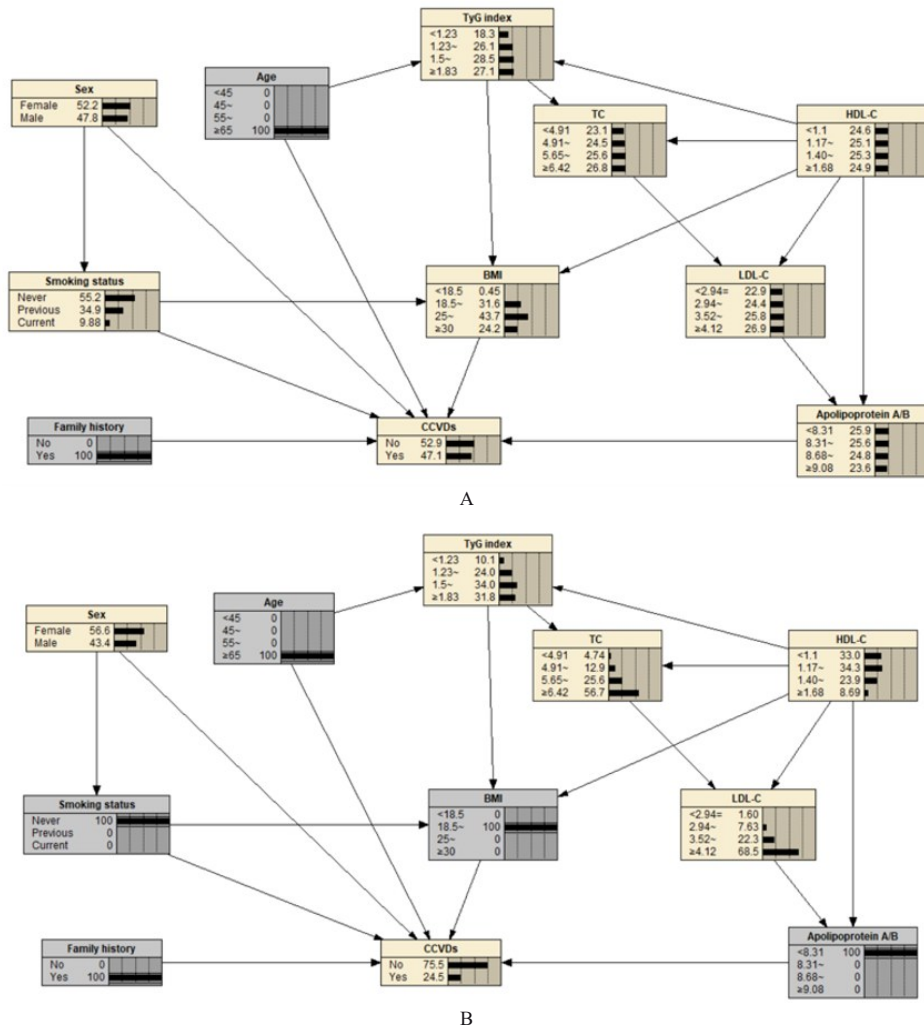 TyG index
<1.23 18.3
1.23~ 26.1
1.5~ 28.5
≥1.83 27.1
Age
<45 0
45~ 0
55~ 0
≥65 100
Sex
Female 52.2
Male 47.8
TC
<4.91 23.1
4.91~ 24.5
5.65~ 25.6
≥6.42 26.8
HDL-C
<1.1 24.6
1.17~ 25.1
1.40~ 25.3
≥1.68 24.9
Smoking status
Never 55.2
Previous 34.9
Current 9.88
BMI
<18.5 0.45
18.5~ 31.6
25~ 43.7
≥30 24.2
LDL-C
<2.94= 22.9
2.94~ 24.4
3.52~ 25.8
≥4.12 26.9
Family history
No 0
Yes 100
CCVDs
No 52.9
Yes 47.1
Apolipoprotein A/B
<8.31 25.9
8.31~ 25.6
8.68~ 24.8
≥9.08 23.6
A
TyG index
<1.23 10.1
1.23~ 24.0
1.5~ 34.0
≥1.83 31.8
Age
<45 0
45~ 0
55~ 0
≥65 100
Sex
Female 56.6
Male 43.4
TC
<4.91 4.74
4.91~ 12.9
5.65~ 25.6
≥6.42 56.7
HDL-C
<1.1 33.0
1.17~ 34.3
1.40~ 23.9
≥1.68 8.69
Smoking status
Never 100
Previous 0
Current 0
BMI
<18.5 0
18.5~ 100
25~ 0
≥30 0
LDL-C
<2.94= 1.60
2.94~ 7.63
3.52~ 22.3
≥4.12 68.5
Family history
No 0
Yes 100
CCVDs
No 75.5
Yes 24.5
Apolipoprotein A/B
<8.31 100
8.31~ 0
8.68~ 0
≥9.08 0
B